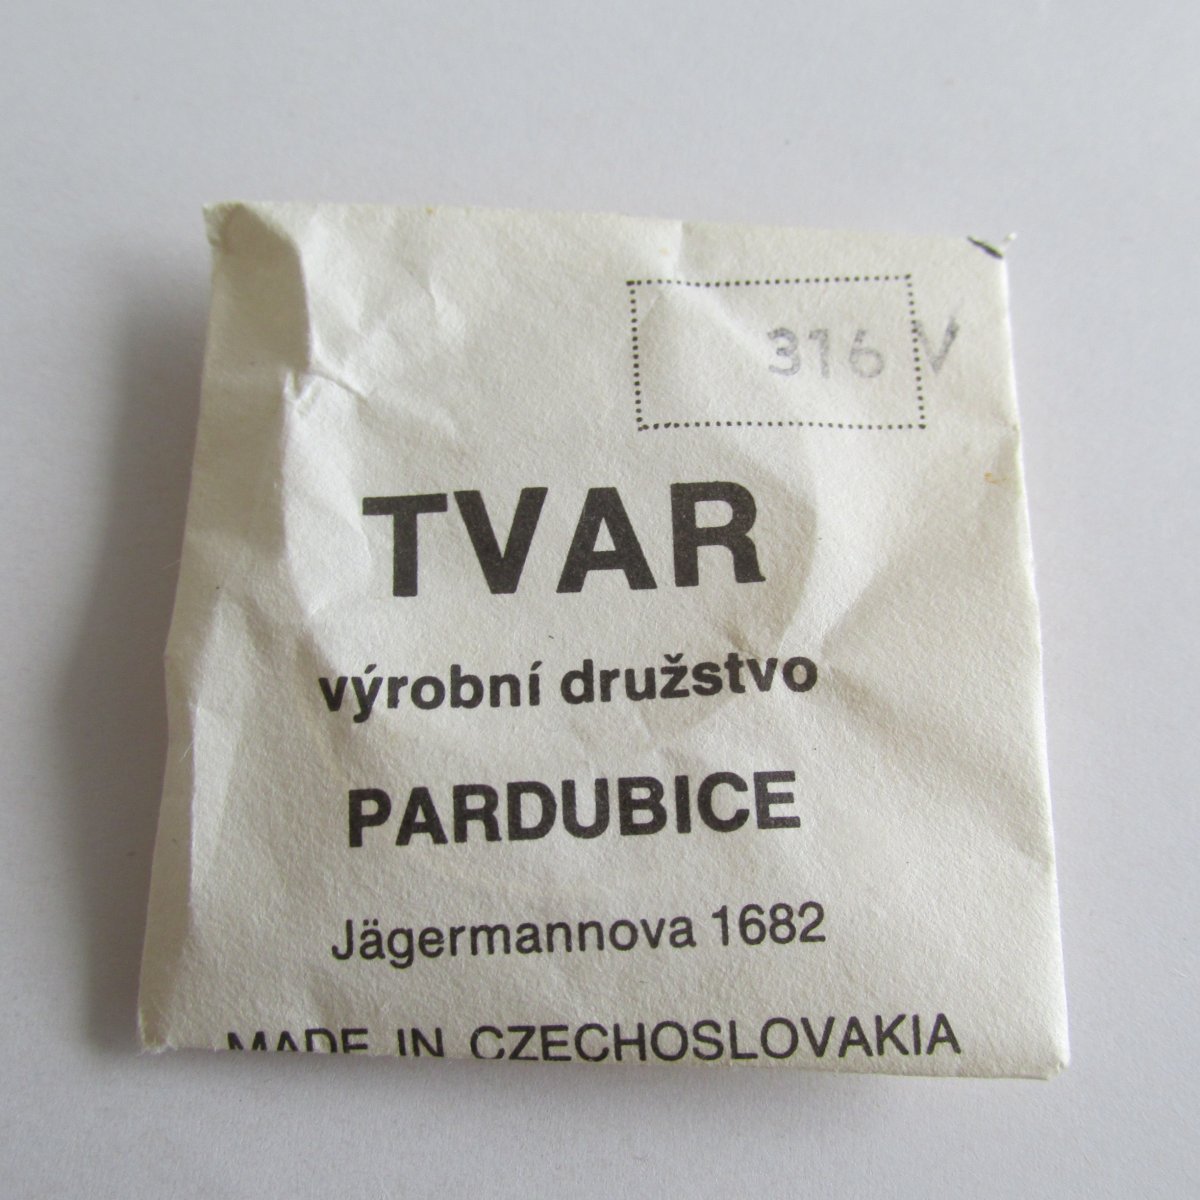 316 V
TVAR
výrobní družstvo
PARDUBICE
Jägermannova 1682
MADE IN CZECHOSLOVAKIA